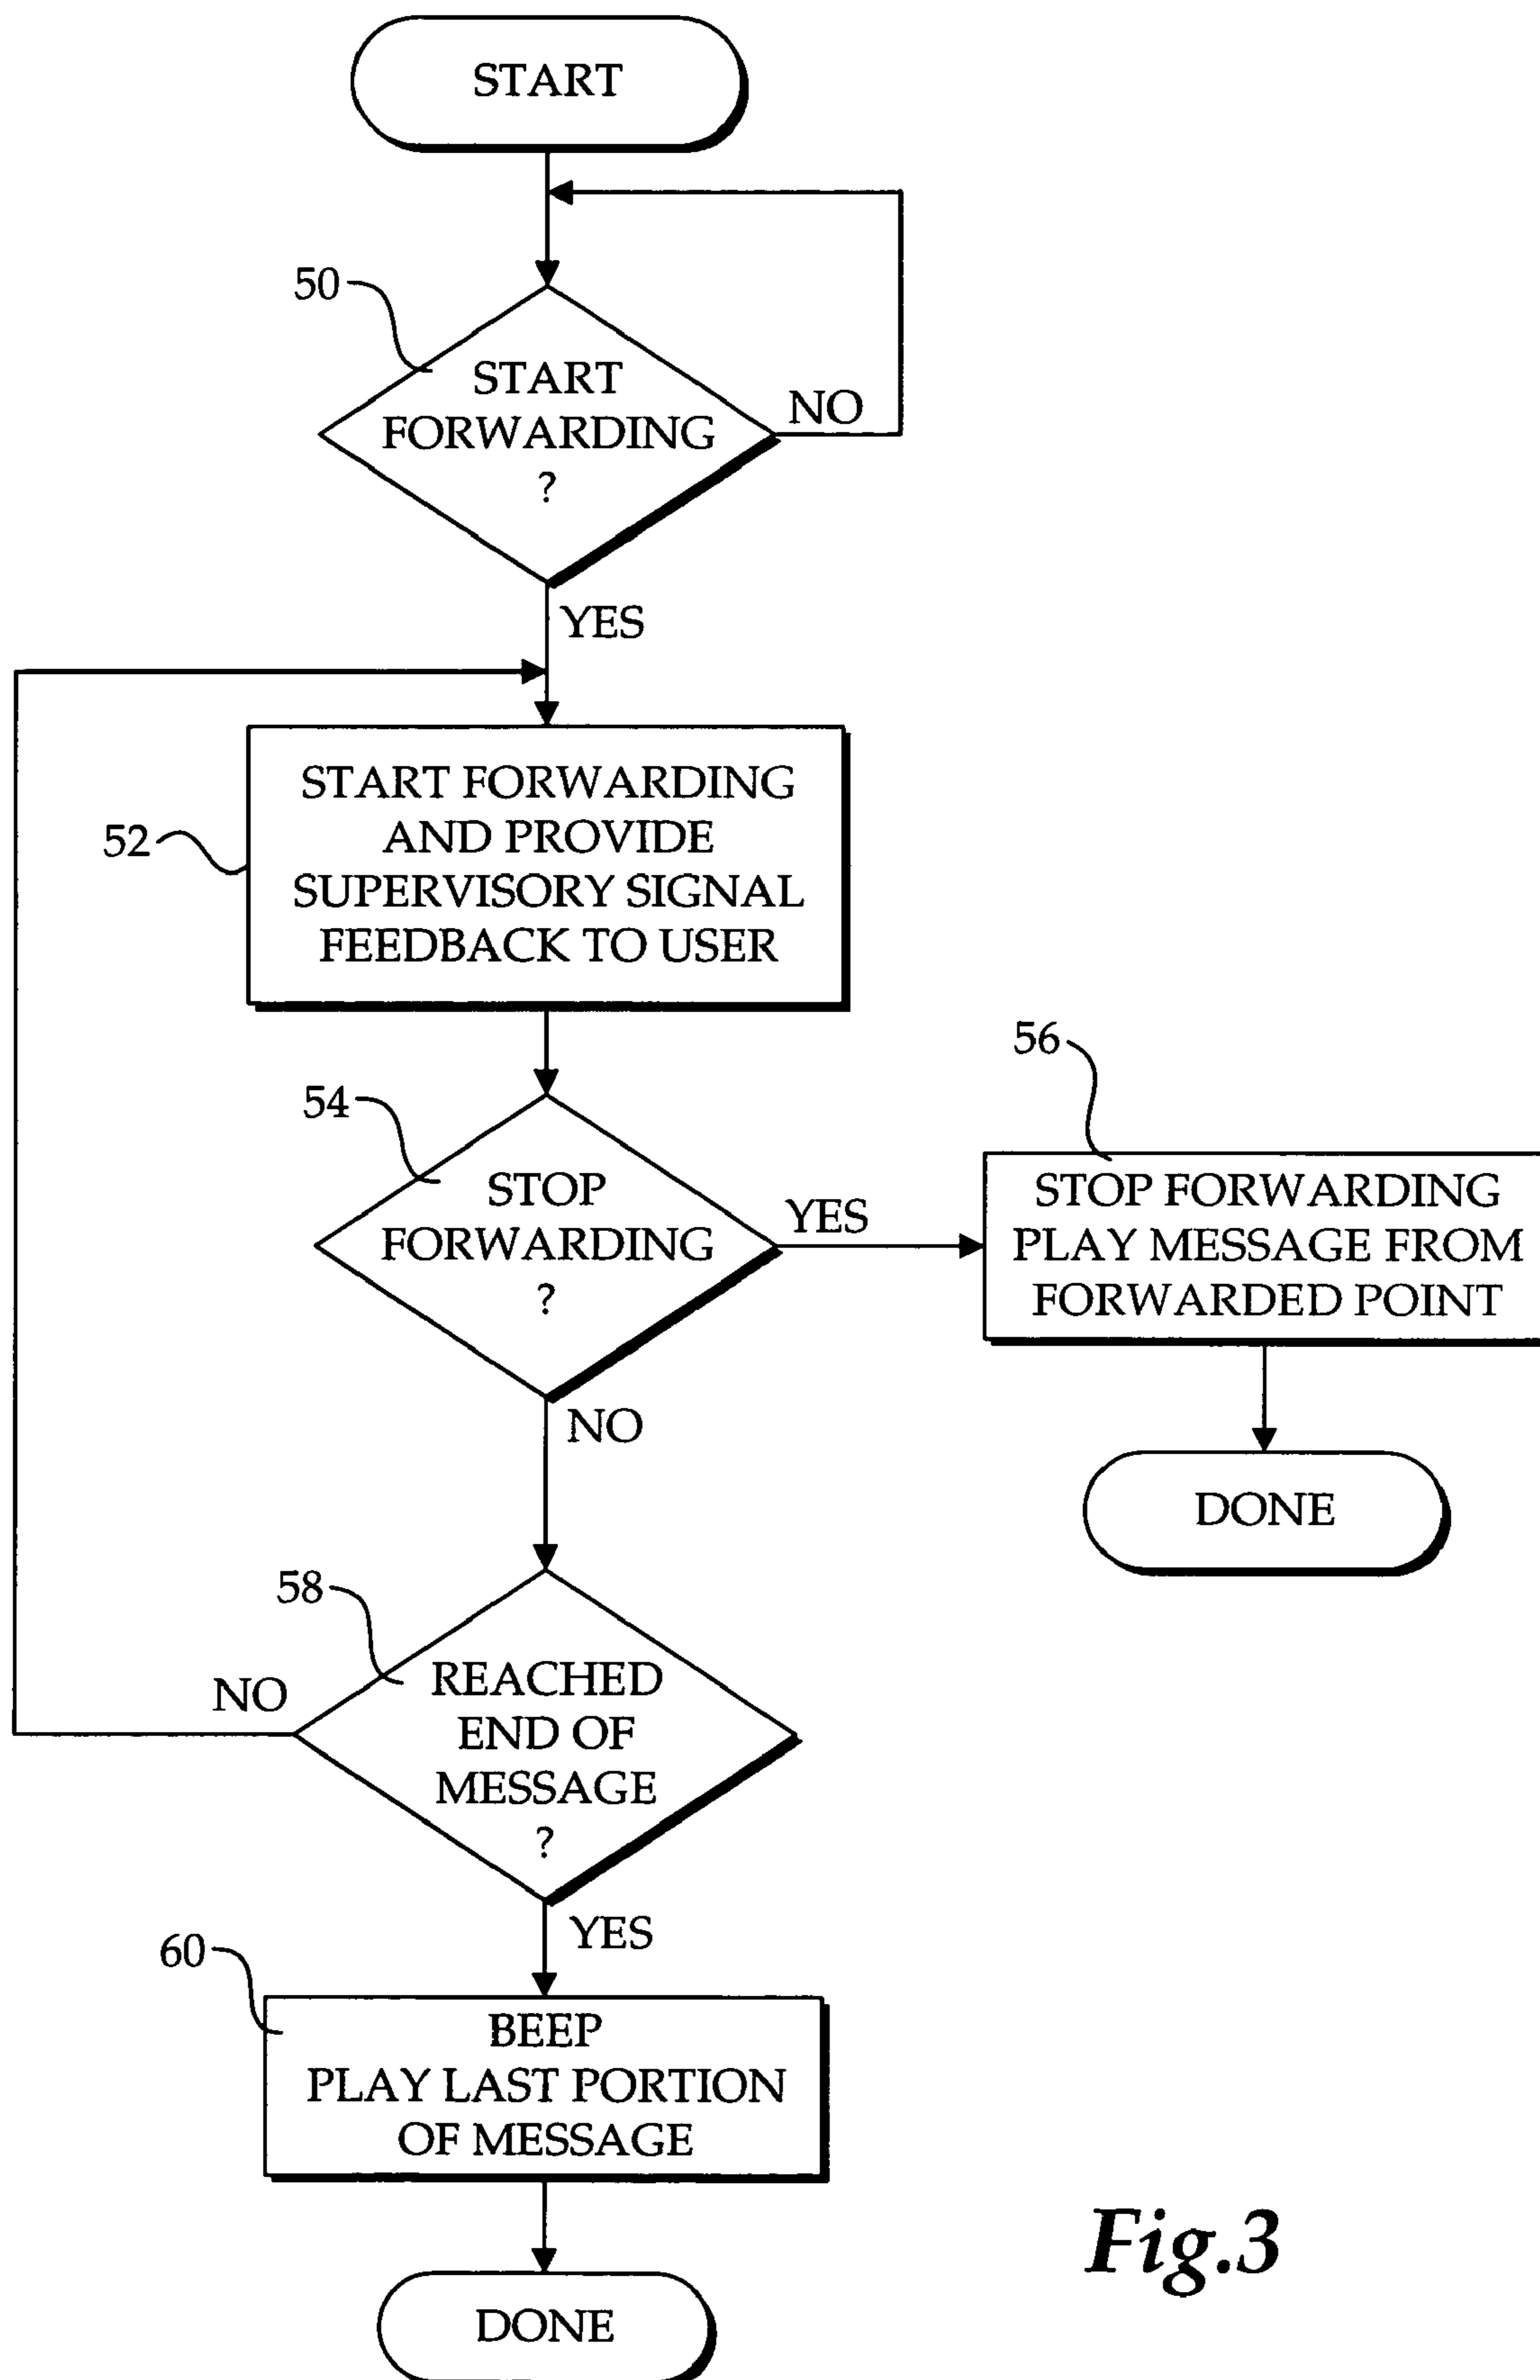 START
50
START
FORWARDING
?
NO
YES
START FORWARDING
AND PROVIDE
SUPERVISORY SIGNAL
FEEDBACK TO USER
52
54
STOP
FORWARDING
?
YES
56
STOP FORWARDING
PLAY MESSAGE FROM
FORWARDED POINT
DONE
NO
58
REACHED
END OF
MESSAGE
?
NO
YES
60
BEEP
PLAY LAST PORTION
OF MESSAGE
DONE
Fig.3